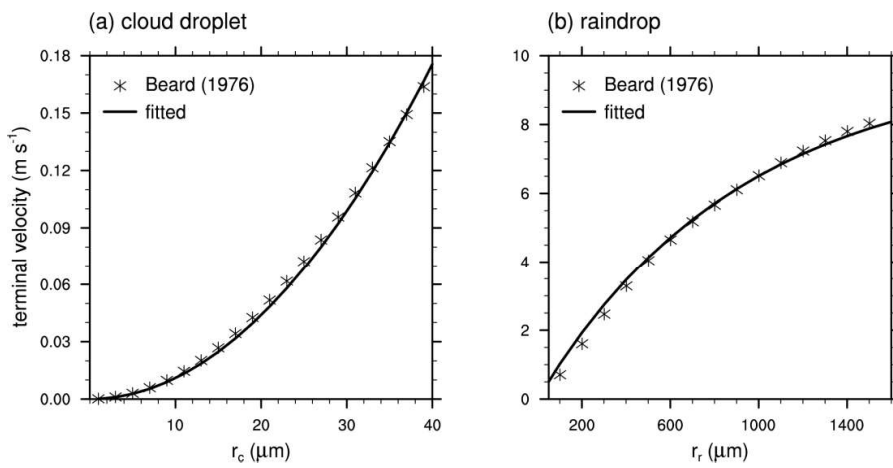 (a) cloud droplet
(b) raindrop
terminal velocity (m s⁻¹)
0.18
0.15
0.12
0.09
0.06
0.03
0.00
Beard (1976)
fitted
10
20
30
40
r_c (μm)
10
8
6
4
2
0
Beard (1976)
fitted
200
600
1000
1400
r_r (μm)